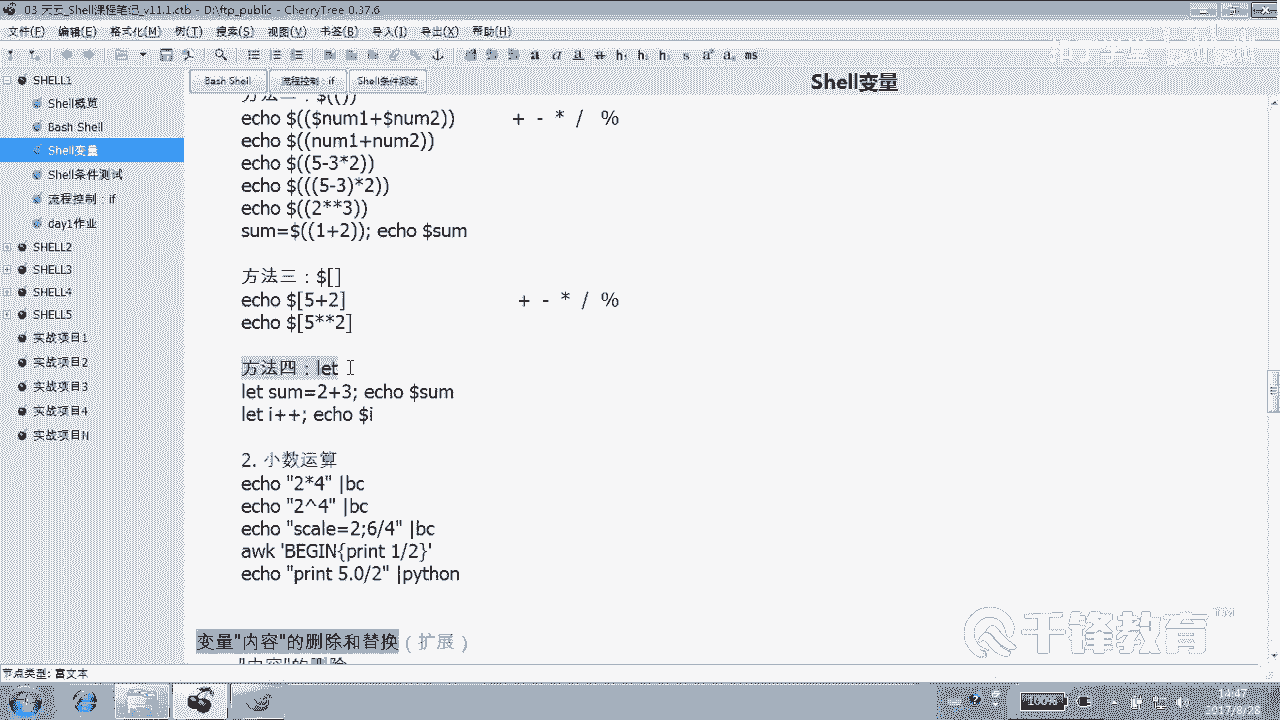 03 天云_Shell课程笔记_v11.1.ctb - D:\ftp_public - CherryTree 0.37.6
文件(F) 编辑(E) 格式化(M) 树(T) 搜索(S) 视图(V) 书签(B) 导入(I) 导出(X) 帮助(H)
Bash Shell 流程控制：if Shell条件测试
Shell变量
SHELL1
Shell概览
Bash Shell
Shell变量
Shell条件测试
流程控制：if
day1作业
SHELL2
SHELL3
SHELL4
SHELL5
实战项目1
实战项目2
实战项目3
实战项目4
实战项目N
方法二：$(())
echo $(($num1+$num2)) + - * / %
echo $((num1+num2))
echo $((5-3*2))
echo $(((5-3)*2))
echo $((2**3))
sum=$((1+2)); echo $sum
方法三：$[]
echo $[5+2] + - * / %
echo $[5**2]
方法四：let
let sum=2+3; echo $sum
let i++; echo $i
2. 小数运算
echo "2*4" |bc
echo "2^4" |bc
echo "scale=2;6/4" |bc
awk 'BEGIN{print 1/2}'
echo "print 5.0/2" |python
变量"内容"的删除和替换（扩展）
"内容"的删除
千锋教育 TM
节点类型: 富文本
100%
14:47
2017/8/28